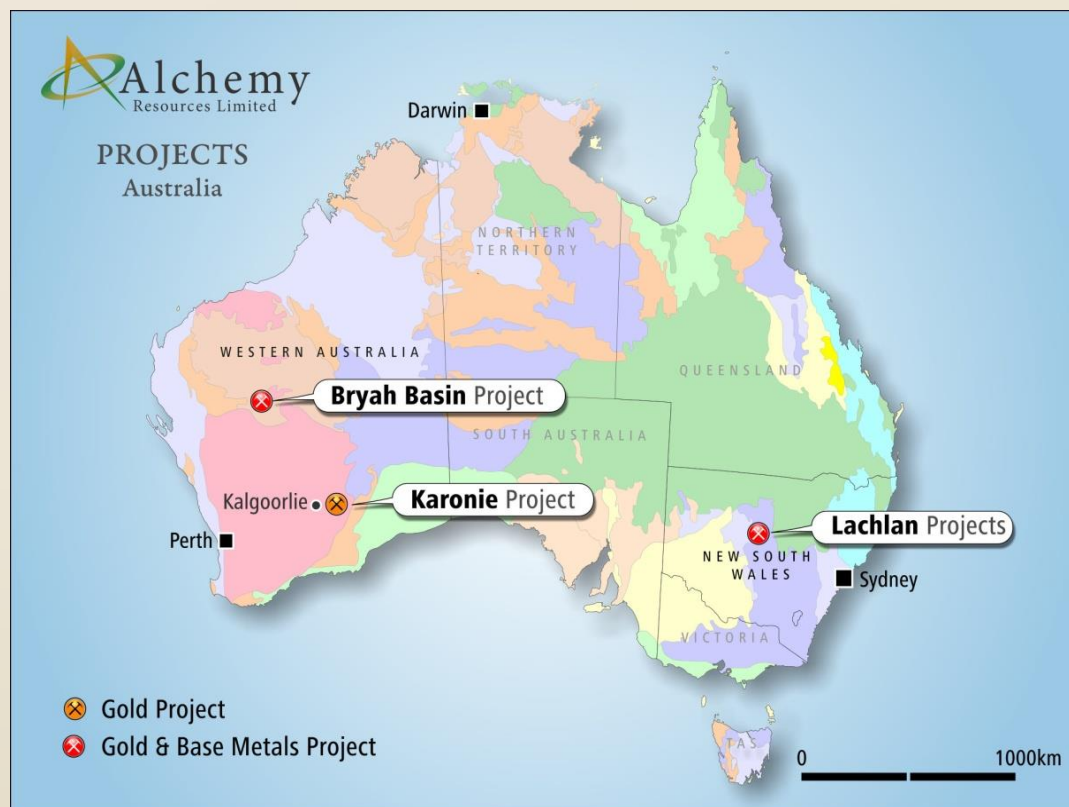 Alchemy
Resources Limited
PROJECTS
Australia
Darwin
NORTHERN
TERRITORY
WESTERN AUSTRALIA
QUEENSLAND
Bryah Basin Project
SOUTH AUSTRALIA
Kalgoorlie
Karonie Project
Lachlan Projects
Perth
NEW SOUTH
WALES
Sydney
VICTORIA
Gold Project
Gold & Base Metals Project
TAS
0 1000km